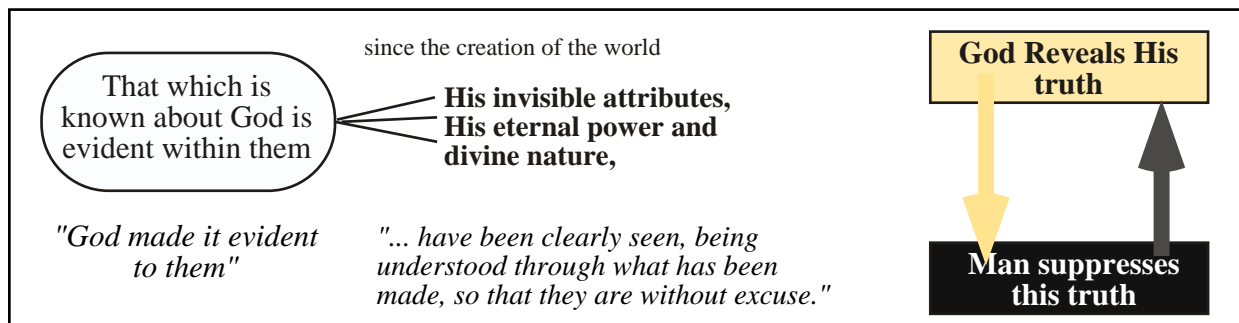 That which is
known about God is
evident within them
since the creation of the world
His invisible attributes,
His eternal power and
divine nature,
"God made it evident
to them"
"... have been clearly seen, being
understood through what has been
made, so that they are without excuse."
God Reveals His
truth
Man suppresses
this truth